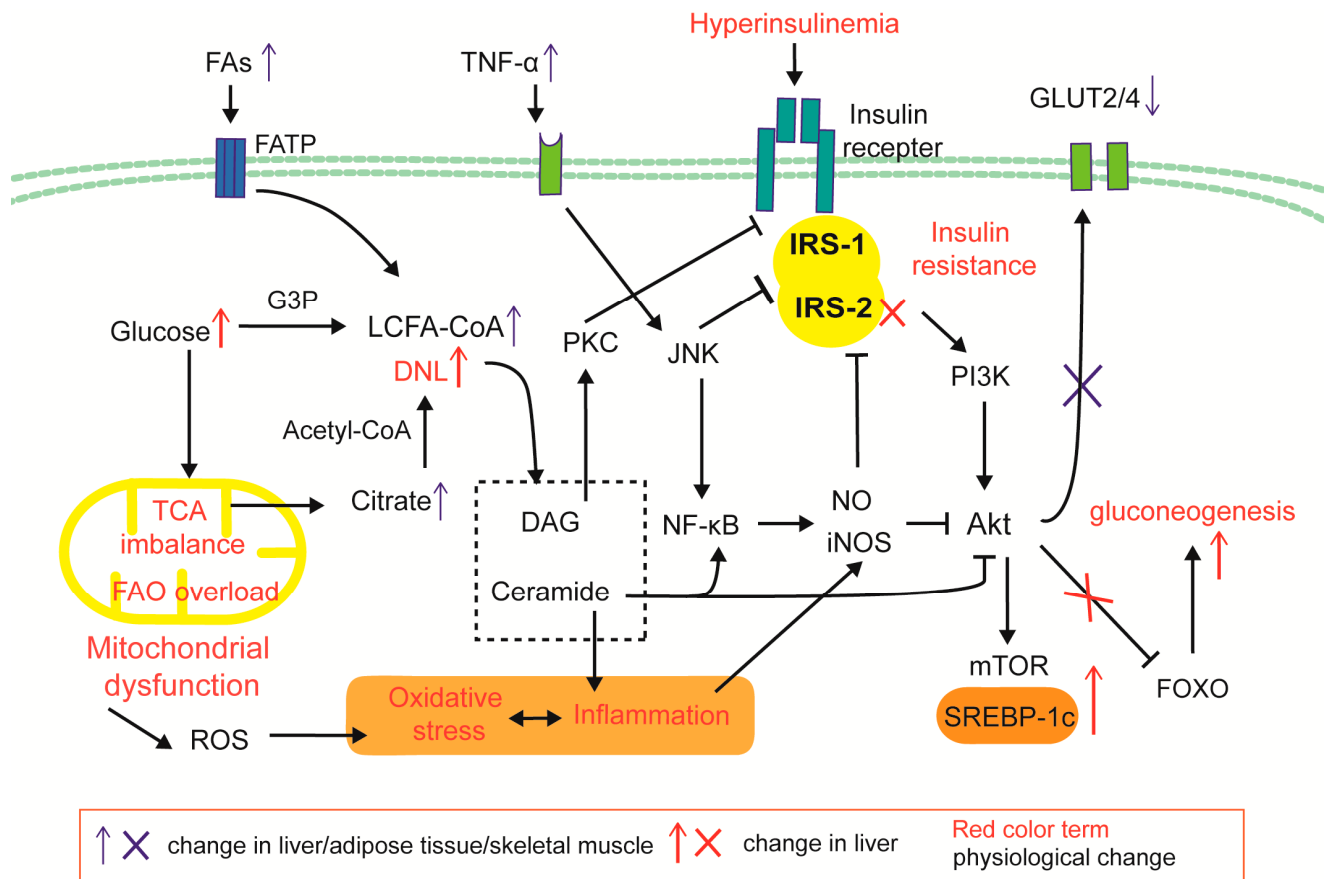 Hyperinsulinemia
FAs
TNF-α
GLUT2/4
FATP
Insulin
recepter
IRS-1
Insulin
resistance
IRS-2
G3P
Glucose
LCFA-CoA
PKC
JNK
DNL
PI3K
Acetyl-CoA
Citrate
TCA
imbalance
DAG
NF-κB
NO
iNOS
Akt
gluconeogenesis
FAO overload
Ceramide
Mitochondrial
dysfunction
mTOR
FOXO
Oxidative
stress
Inflammation
SREBP-1c
ROS
change in liver/adipose tissue/skeletal muscle
change in liver
Red color term
physiological change